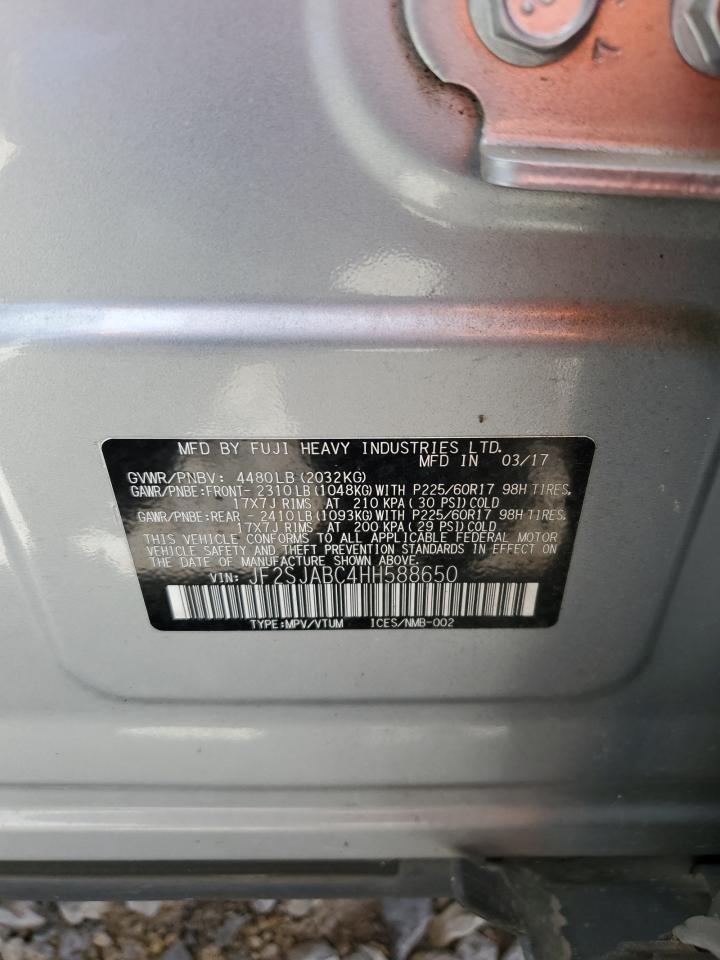 MFD BY FUJI HEAVY INDUSTRIES LTD.
MFD IN 03/17
GVWR/PNBV: 4480LB(2032KG)
GAWR/PNBE:FRONT- 2310LB(1048KG)WITH P225/60R17 98H TIRES,
17X7J RIMS AT 210 KPA(30 PSI)COLD
GAWR/PNBE:REAR -2410LB(1093KG)WITH P225/60R17 98H TIRES,
17X7J RIMS AT 200 KPA(29 PSI)COLD
THIS VEHICLE CONFORMS TO ALL APPLICABLE FEDERAL MOTOR
VEHICLE SAFETY AND THEFT PREVENTION STANDARDS IN EFFECT
ON THE DATE OF MANUFACTURE SHOWN ABOVE.
VIN: JF2SJABC4HH588650
TYPE:MPV/VTUM ICES/NMB-002